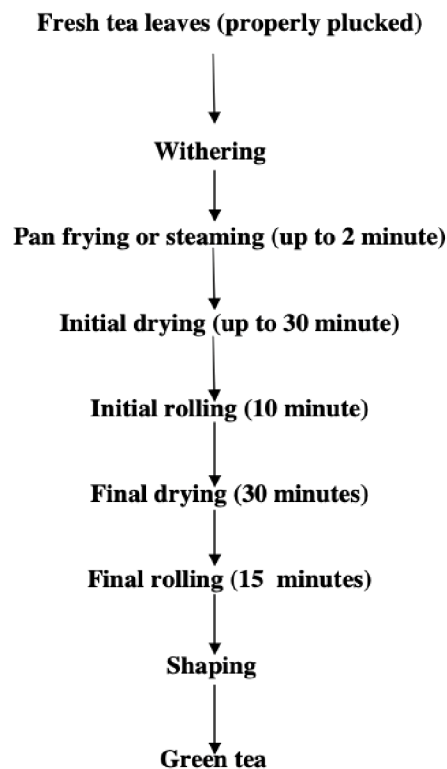 Fresh tea leaves (properly plucked)
Withering
Pan frying or steaming (up to 2 minute)
Initial drying (up to 30 minute)
Initial rolling (10 minute)
Final drying (30 minutes)
Final rolling (15  minutes)
Shaping
Green tea